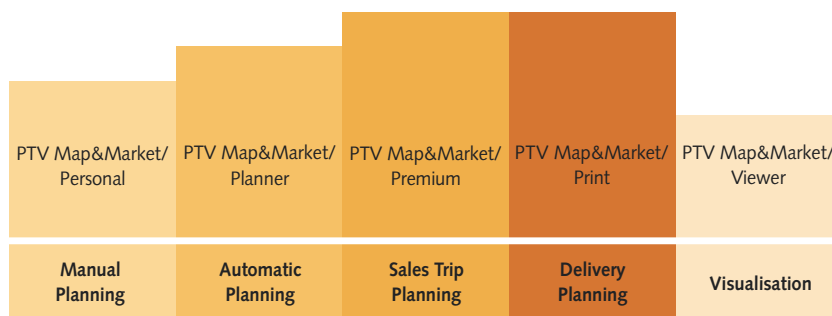 PTV Map&Market/
Personal
PTV Map&Market/
Planner
PTV Map&Market/
Premium
PTV Map&Market/
Print
PTV Map&Market/
Viewer
Manual
Planning
Automatic
Planning
Sales Trip
Planning
Delivery
Planning
Visualisation